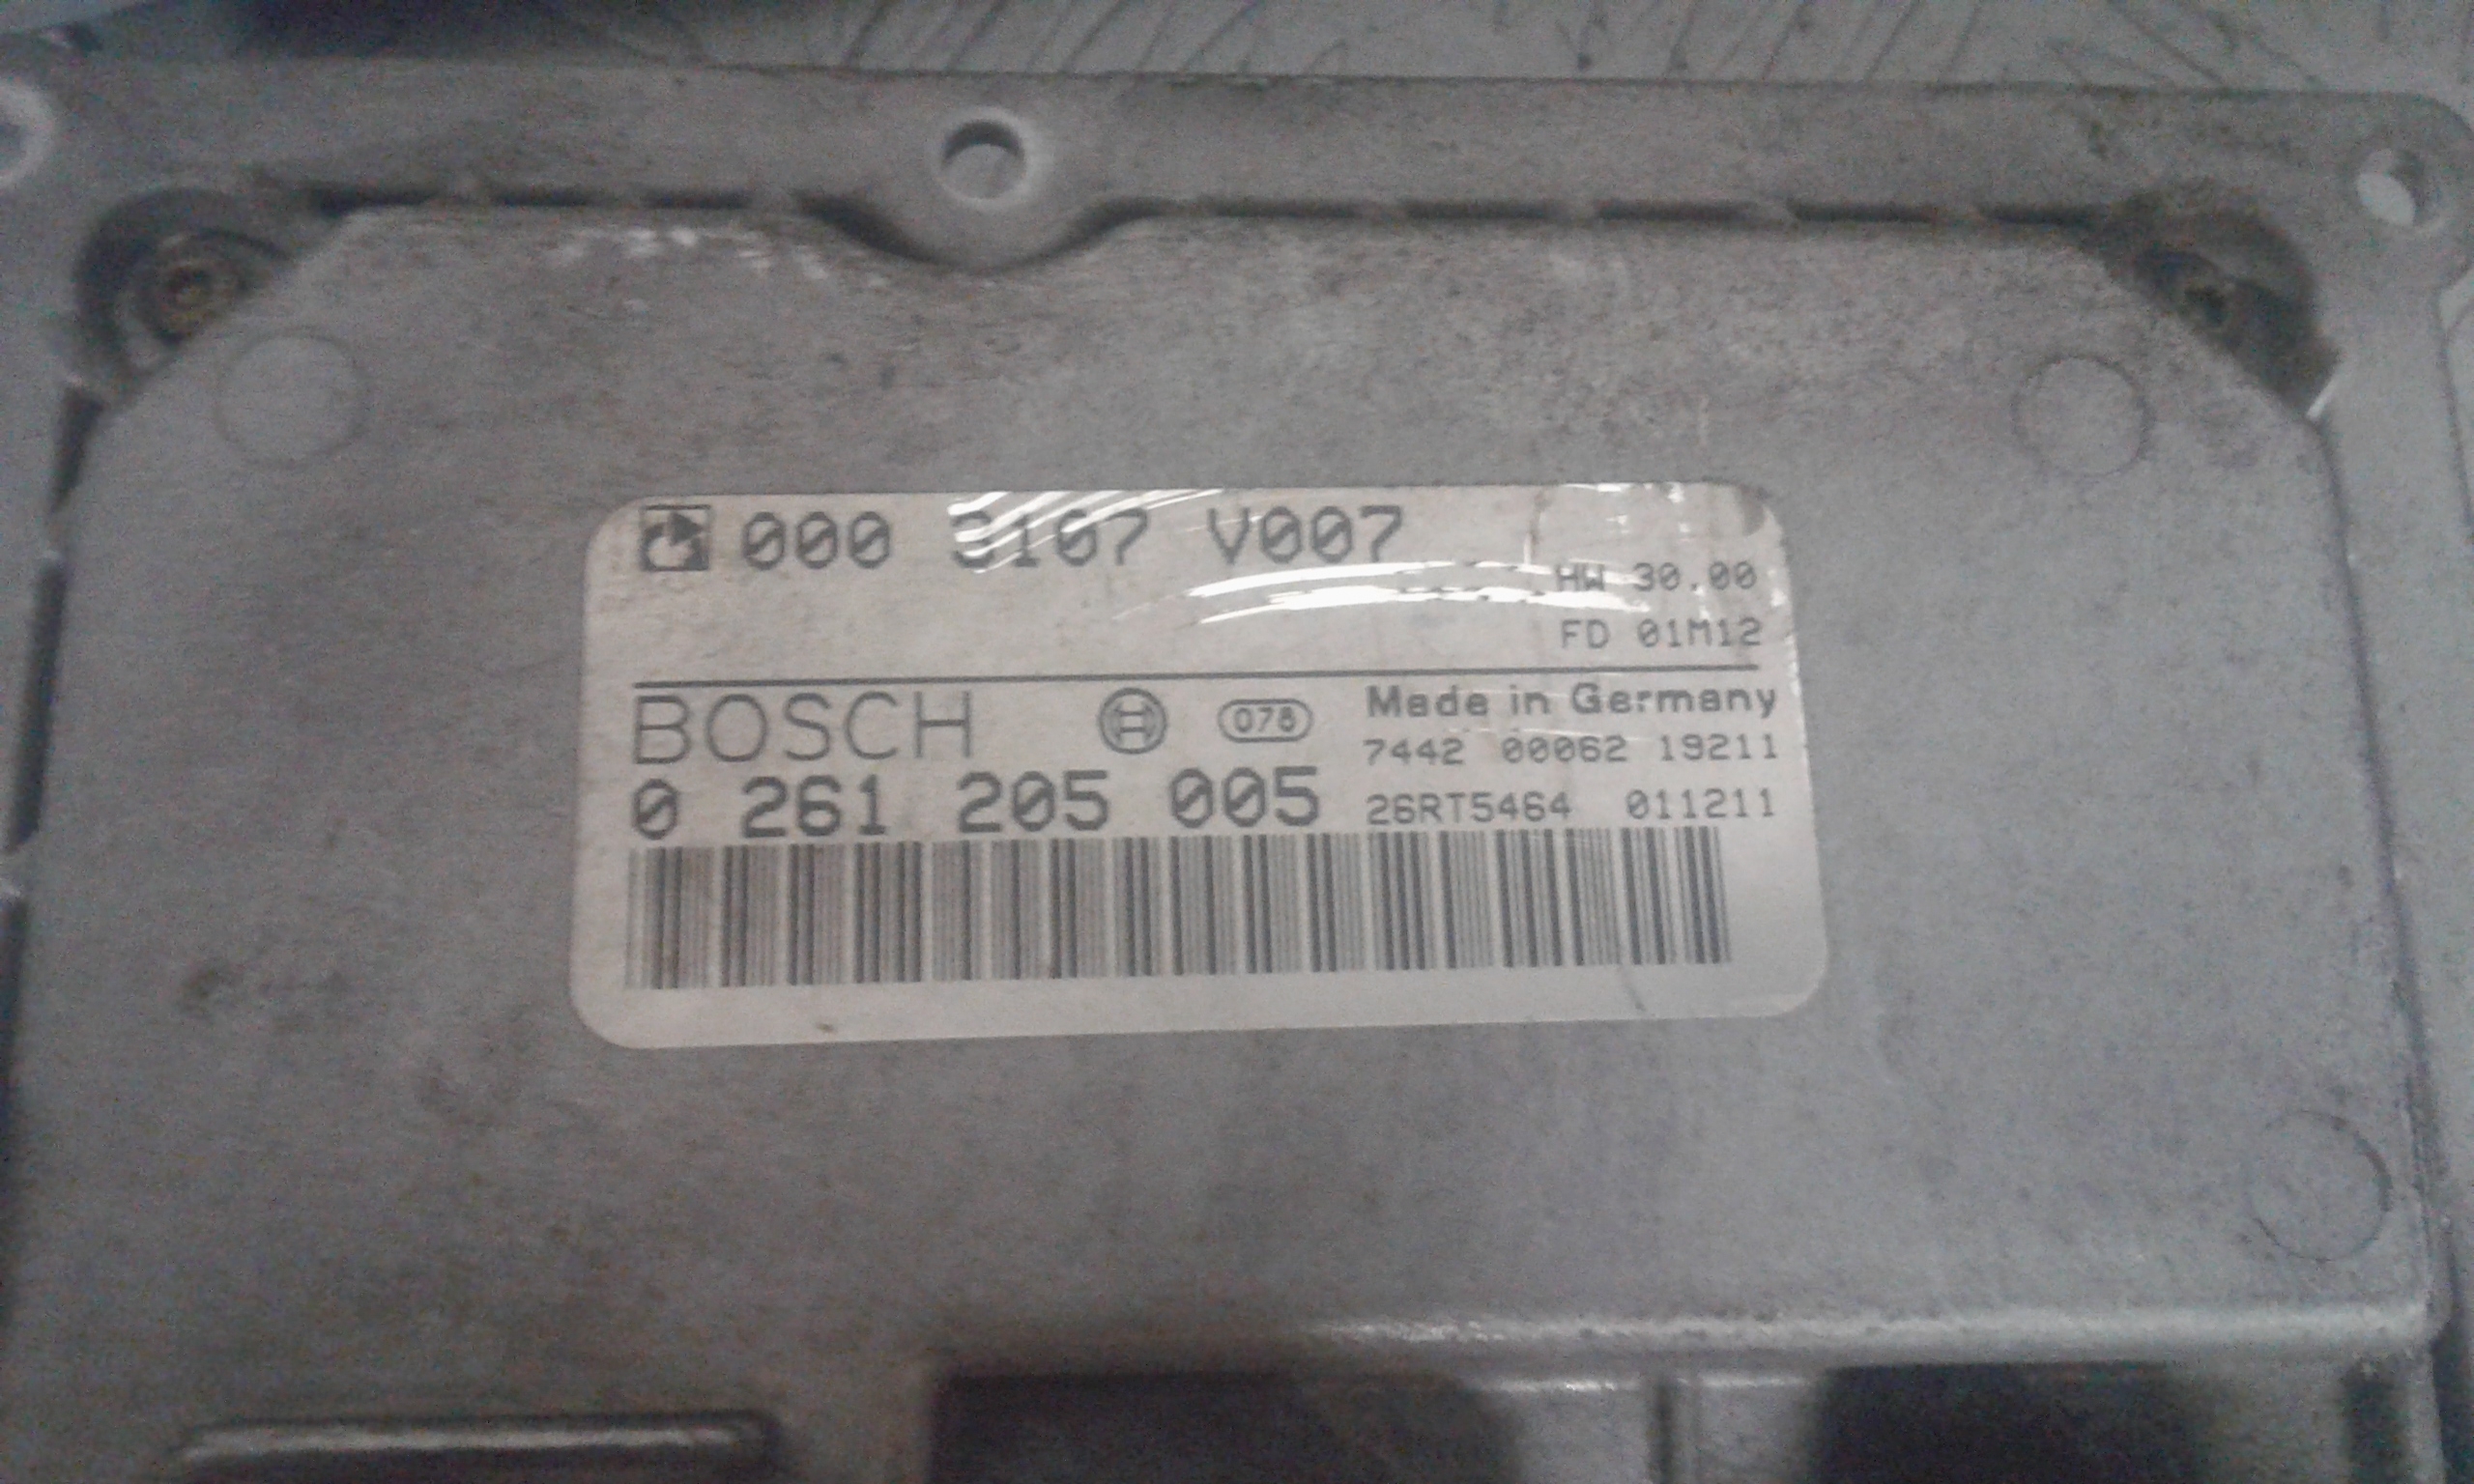 000 3107 V007
HW 30.00
FD 01M12
BOSCH 078 Made in Germany
7442 00062 19211
0 261 205 005 26RT5464 011211